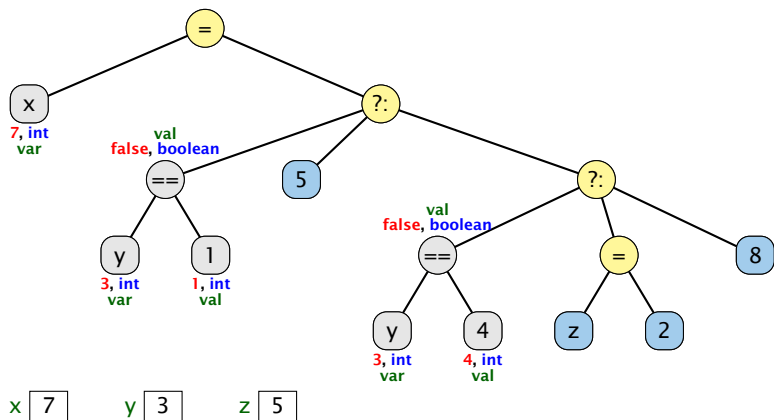 =
x
7, int
var
?:
val
false, boolean
==
5
?:
y
3, int
var
1
1, int
val
val
false, boolean
==
=
8
y
3, int
var
4
4, int
val
z
2
x 7 y 3 z 5